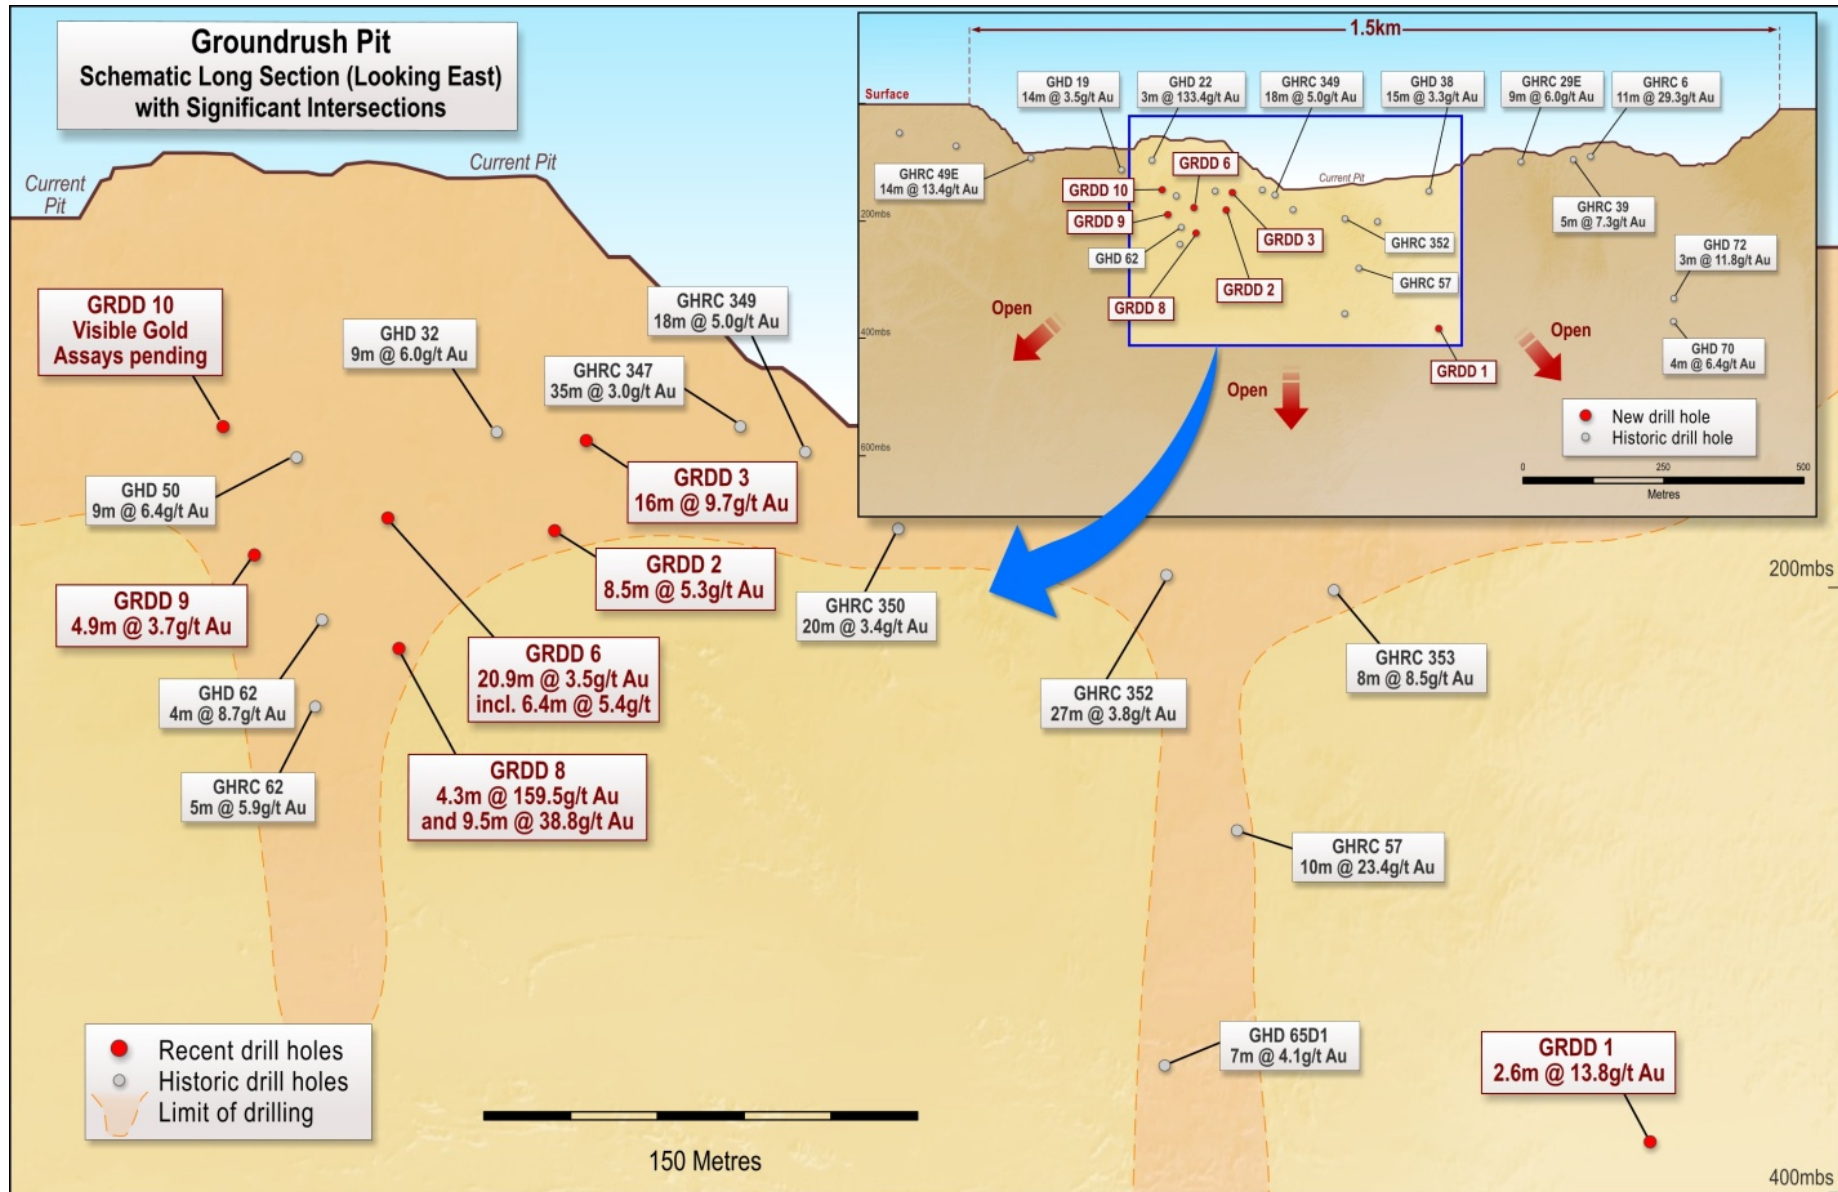 Groundrush Pit
Schematic Long Section (Looking East)
with Significant Intersections
Current
Pit
Current Pit
GRDD 10
Visible Gold
Assays pending
GHD 32
9m @ 6.0g/t Au
GHRC 347
35m @ 3.0g/t Au
GHRC 349
18m @ 5.0g/t Au
GHD 50
9m @ 6.4g/t Au
GRDD 3
16m @ 9.7g/t Au
GRDD 2
8.5m @ 5.3g/t Au
GRDD 9
4.9m @ 3.7g/t Au
GHRC 350
20m @ 3.4g/t Au
GRDD 6
20.9m @ 3.5g/t Au
incl. 6.4m @ 5.4g/t
GHD 62
4m @ 8.7g/t Au
GHRC 62
5m @ 5.9g/t Au
GRDD 8
4.3m @ 159.5g/t Au
and 9.5m @ 38.8g/t Au
GHRC 352
27m @ 3.8g/t Au
GHRC 353
8m @ 8.5g/t Au
GHRC 57
10m @ 23.4g/t Au
GHD 65D1
7m @ 4.1g/t Au
GRDD 1
2.6m @ 13.8g/t Au
200mbs
400mbs
Recent drill holes
Historic drill holes
Limit of drilling
150 Metres
1.5km
Surface
GHD 19
14m @ 3.5g/t Au
GHD 22
3m @ 133.4g/t Au
GHRC 349
18m @ 5.0g/t Au
GHD 38
15m @ 3.3g/t Au
GHRC 29E
9m @ 6.0g/t Au
GHRC 6
11m @ 29.3g/t Au
GHRC 49E
14m @ 13.4g/t Au
GRDD 6
Current Pit
GRDD 10
GRDD 9
GHD 62
GRDD 8
GRDD 2
GRDD 3
GHRC 352
GHRC 57
GRDD 1
GHRC 39
5m @ 7.3g/t Au
GHD 72
3m @ 11.8g/t Au
GHD 70
4m @ 6.4g/t Au
200mbs
400mbs
600mbs
Open
Open
Open
New drill hole
Historic drill hole
0
250
500
Metres